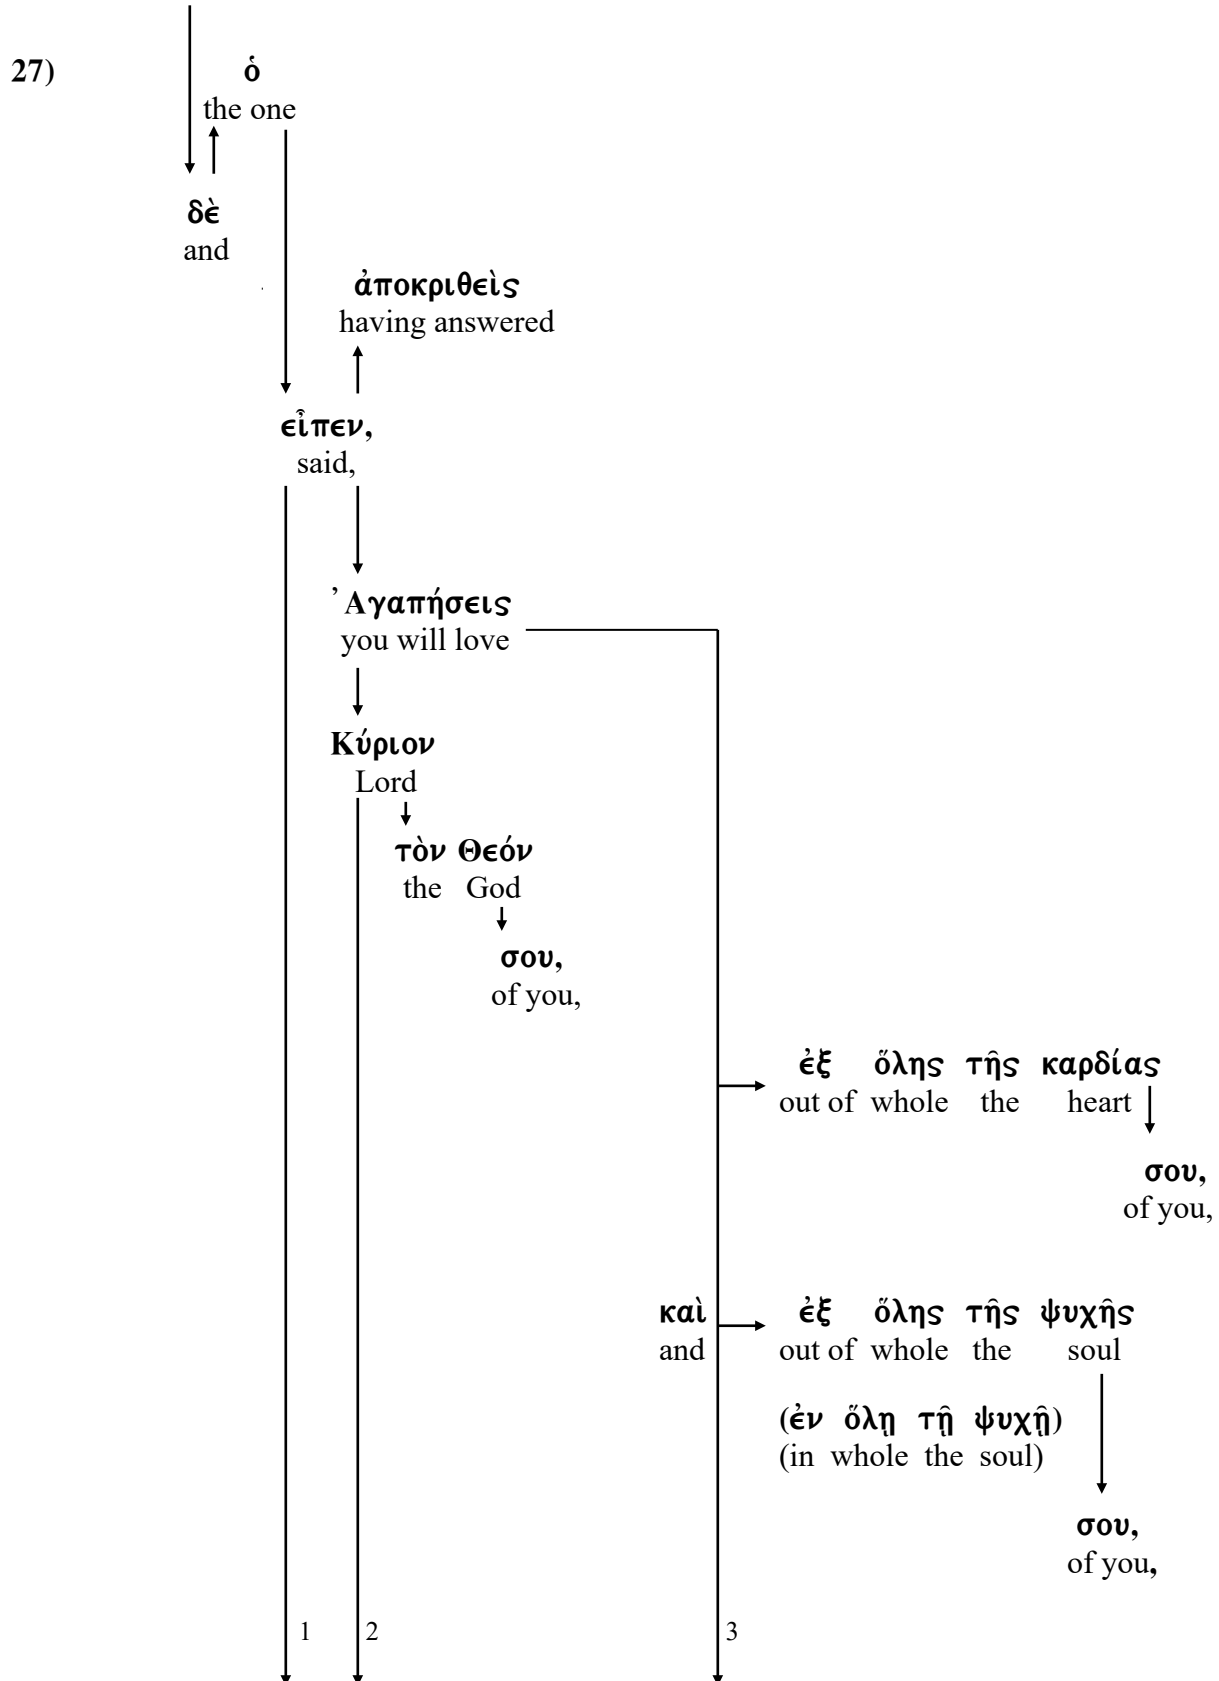 27) ὁ
the one
δὲ
and
ἀποκριθεὶς
having answered
εἶπεν,
said,
Ἀγαπήσεις
you will love
Κύριον
Lord
τὸν Θεόν
the God
σου,
of you,
ἐξ ὅλης τῆς καρδίας
out of whole the heart
σου,
of you,
καὶ ἐξ ὅλης τῆς ψυχῆς
and out of whole the soul
(ἐν ὅλῃ τῇ ψυχῇ)
(in whole the soul)
σου,
of you,
1 2 3